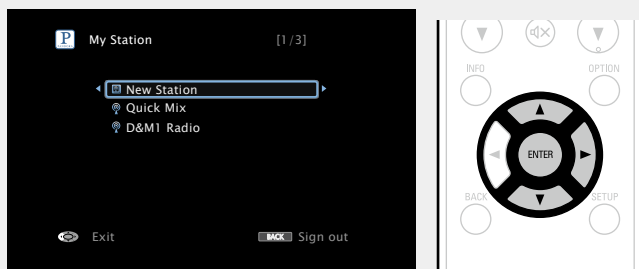 P
My Station [1/3]
New Station
Quick Mix
D&M1 Radio
Exit
BACK Sign out
INFO OPTION
ENTER
BACK SETUP